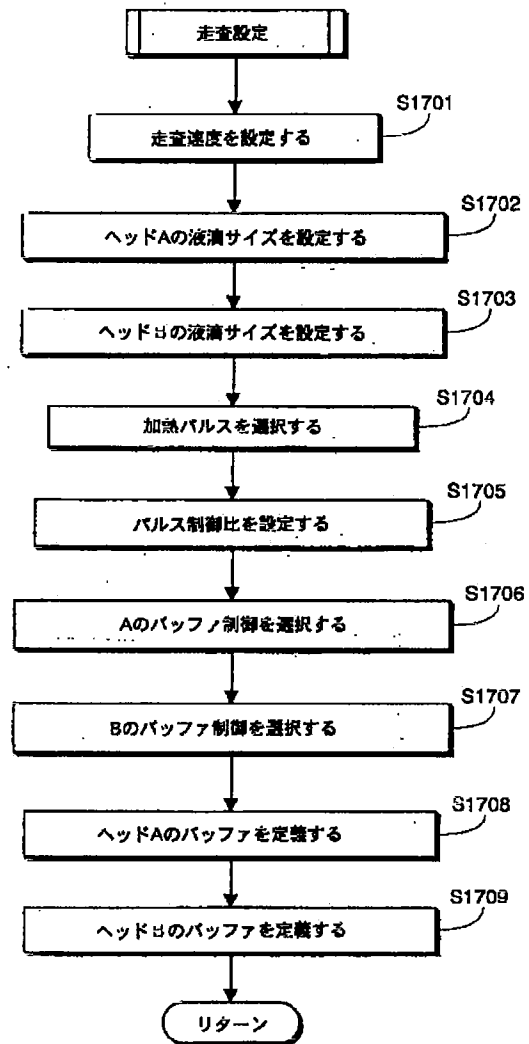 走査設定
S1701
走査速度を設定する
S1702
ヘッドAの液滴サイズを設定する
S1703
ヘッドBの液滴サイズを設定する
S1704
加熱パルスを選択する
S1705
パルス制御比を設定する
S1706
Aのバッファ制御を選択する
S1707
Bのバッファ制御を選択する
S1708
ヘッドAのバッファを定義する
S1709
ヘッドBのバッファを定義する
リターン